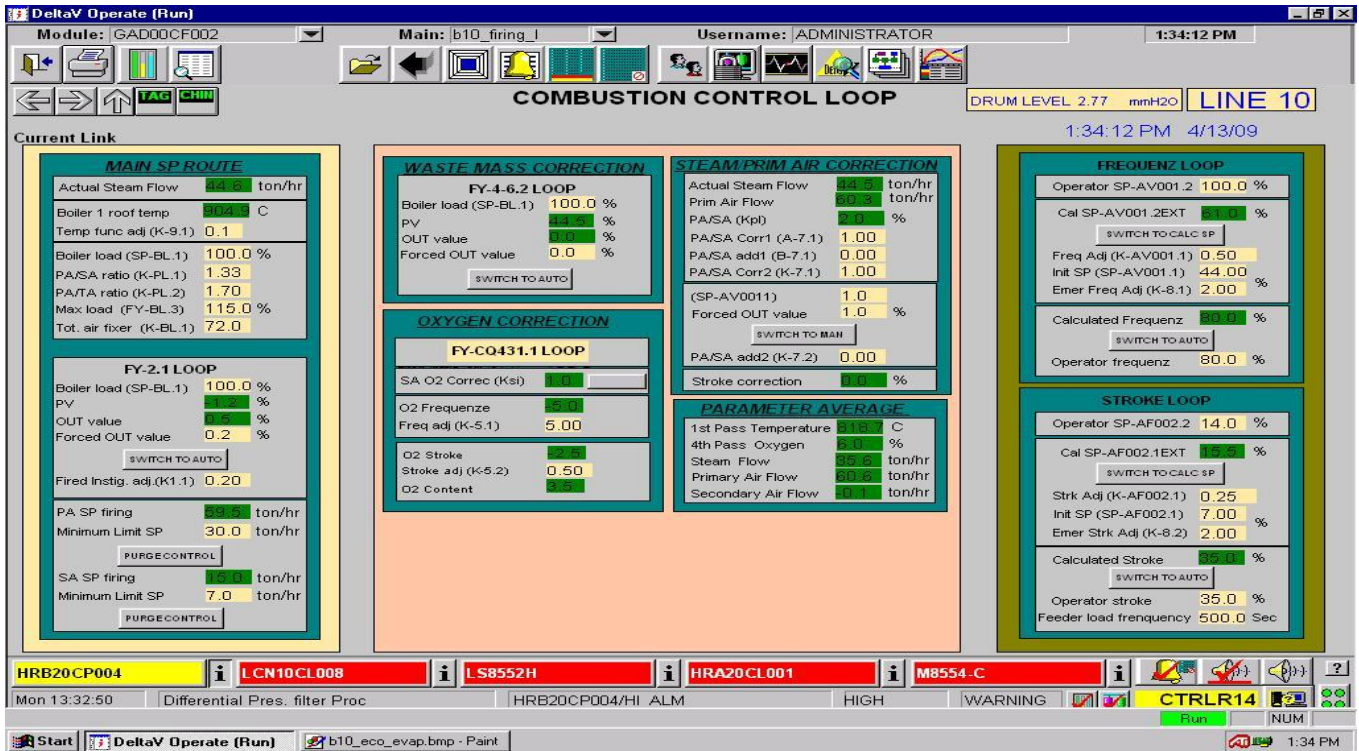 DeltaV Operate (Run)
Module: GAD00CF002 Main: b10_firing_l Username: ADMINISTRATOR 1:34:12 PM
TAG CHIN
COMBUSTION CONTROL LOOP
DRUM LEVEL 2.77 mmH2O LINE 10
1:34:12 PM 4/13/09
Current Link
MAIN SP ROUTE
Actual Steam Flow 44.6 ton/hr
Boiler 1 roof temp 904.9 C
Temp func adj (K-9.1) 0.1
Boiler load (SP-BL.1) 100.0 %
PA/SA ratio (K-PL.1) 1.33
PA/TA ratio (K-PL.2) 1.70
Max load (FY-BL.3) 115.0 %
Tot. air fixer (K-BL.1) 72.0
FY-2.1 LOOP
Boiler load (SP-BL.1) 100.0 %
PV -1.2 %
OUT value 0.5 %
Forced OUT value 0.2 %
SWITCH TO AUTO
Fired Instig. adj.(K1.1) 0.20
PA SP firing 59.5 ton/hr
Minimum Limit SP 30.0 ton/hr
PURGE CONTROL
SA SP firing 15.0 ton/hr
Minimum Limit SP 7.0 ton/hr
PURGE CONTROL
WASTE MASS CORRECTION
FY-4-6.2 LOOP
Boiler load (SP-BL.1) 100.0 %
PV 44.5 %
OUT value 0.0 %
Forced OUT value 0.0 %
SWITCH TO AUTO
OXYGEN CORRECTION
FY-CQ431.1 LOOP
SA O2 Correc (Ksi) 1.0
O2 Frequenze -5.0
Freq adj (K-5.1) 5.00
O2 Stroke -2.5
Stroke adj (K-5.2) 0.50
O2 Content 3.5
STEAM/PRIM AIR CORRECTION
Actual Steam Flow 44.5 ton/hr
Prim Air Flow 60.3 ton/hr
PA/SA (Kpl) 2.0 %
PA/SA Corr1 (A-7.1) 1.00
PA/SA add1 (B-7.1) 0.00
PA/SA Corr2 (K-7.1) 1.00
(SP-AV0011) 1.0
Forced OUT value 1.0 %
SWITCH TO MAN
PA/SA add2 (K-7.2) 0.00
Stroke correction 0.0 %
PARAMETER AVERAGE
1st Pass Temperature 818.7 C
4th Pass Oxygen 6.0 %
Steam Flow 35.6 ton/hr
Primary Air Flow 60.6 ton/hr
Secondary Air Flow -0.1 ton/hr
FREQUENZ LOOP
Operator SP-AV001.2 100.0 %
Cal SP-AV001.2EXT 61.0 %
SWITCH TO CALC SP
Freq Adj (K-AV001.1) 0.50
Init SP (SP-AV001.1) 44.00 %
Emer Freq Adj (K-8.1) 2.00
Calculated Frequenz 80.0 %
SWITCH TO AUTO
Operator frequenz 80.0 %
STROKE LOOP
Operator SP-AF002.2 14.0 %
Cal SP-AF002.1EXT 15.5 %
SWITCH TO CALC SP
Strk Adj (K-AF002.1) 0.25
Init SP (SP-AF002.1) 7.00 %
Emer Strk Adj (K-8.2) 2.00
Calculated Stroke 35.0 %
SWITCH TO AUTO
Operator stroke 35.0 %
Feeder load frenquency 500.0 Sec
HRB20CP004 i LCN10CL008 i LS8552H i HRA20CL001 i M8554-C i ?
Mon 13:32:50 Differential Pres. filter Proc HRB20CP004/HI_ALM HIGH WARNING CTRLR14
Run NUM
Start DeltaV Operate (Run) b10_eco_evap.bmp - Paint 1:34 PM